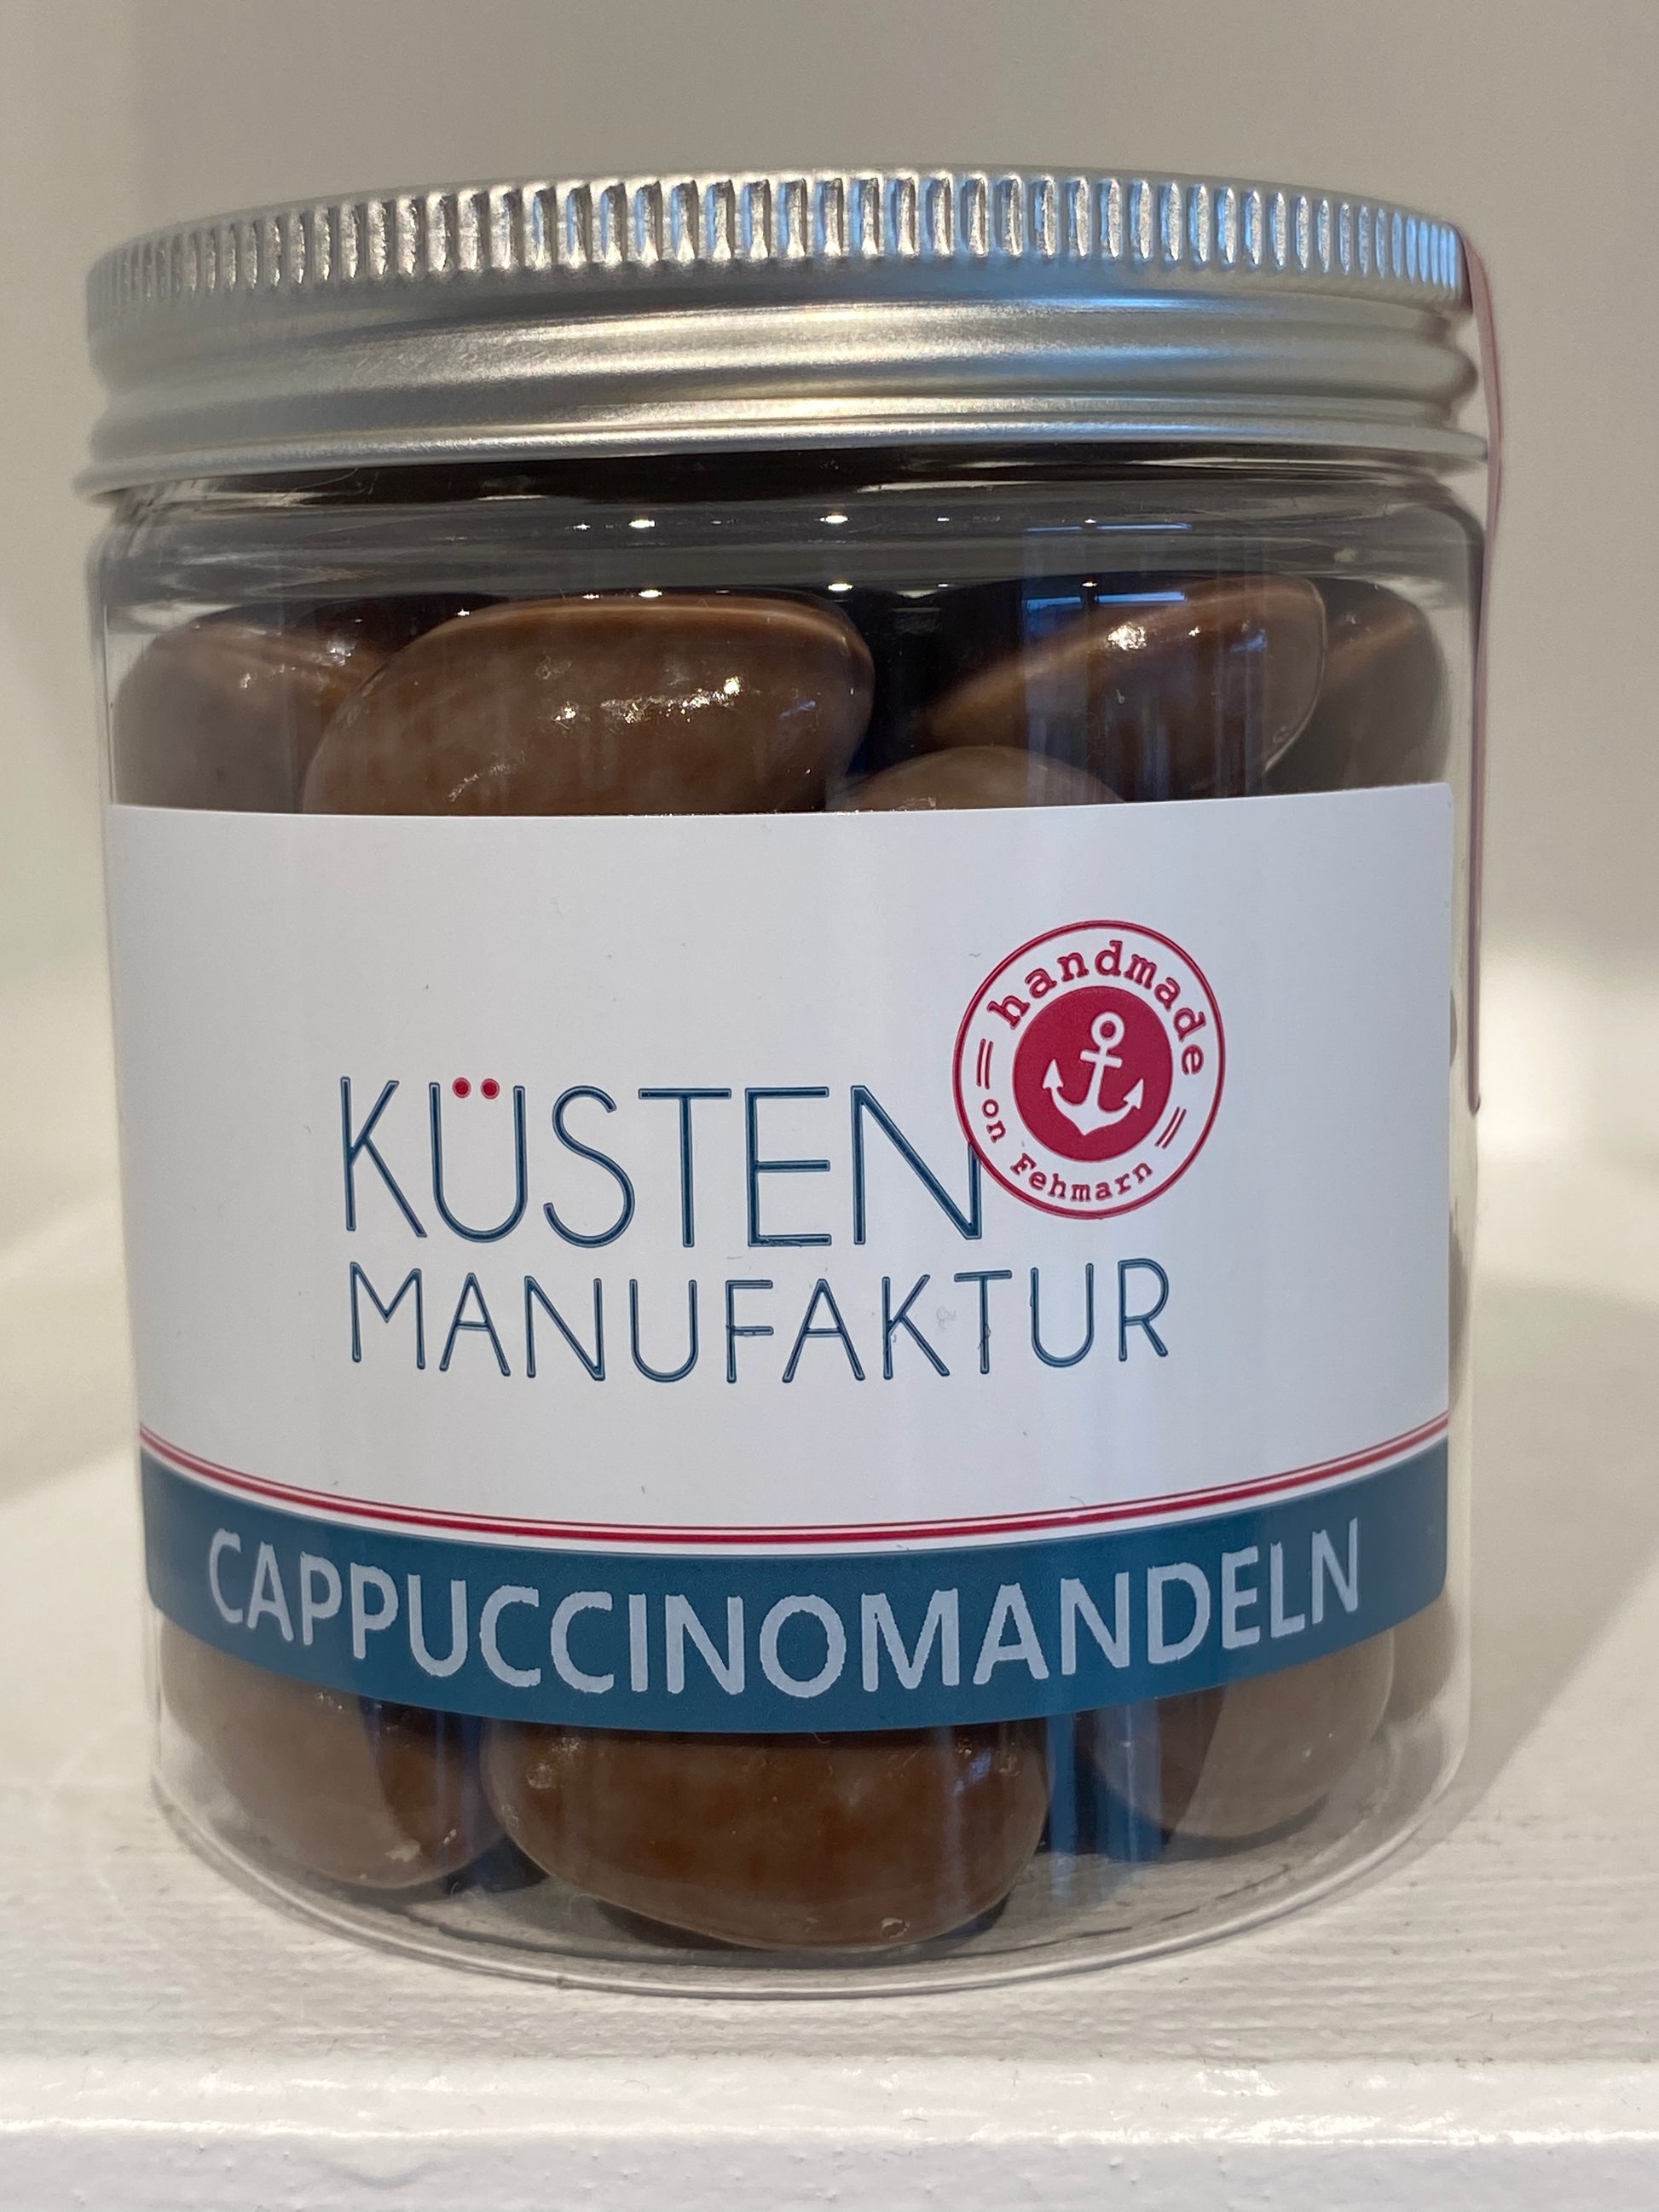 handmade
on Fehmarn
KÜSTEN
MANUFAKTUR
CAPPUCCINOMANDELN